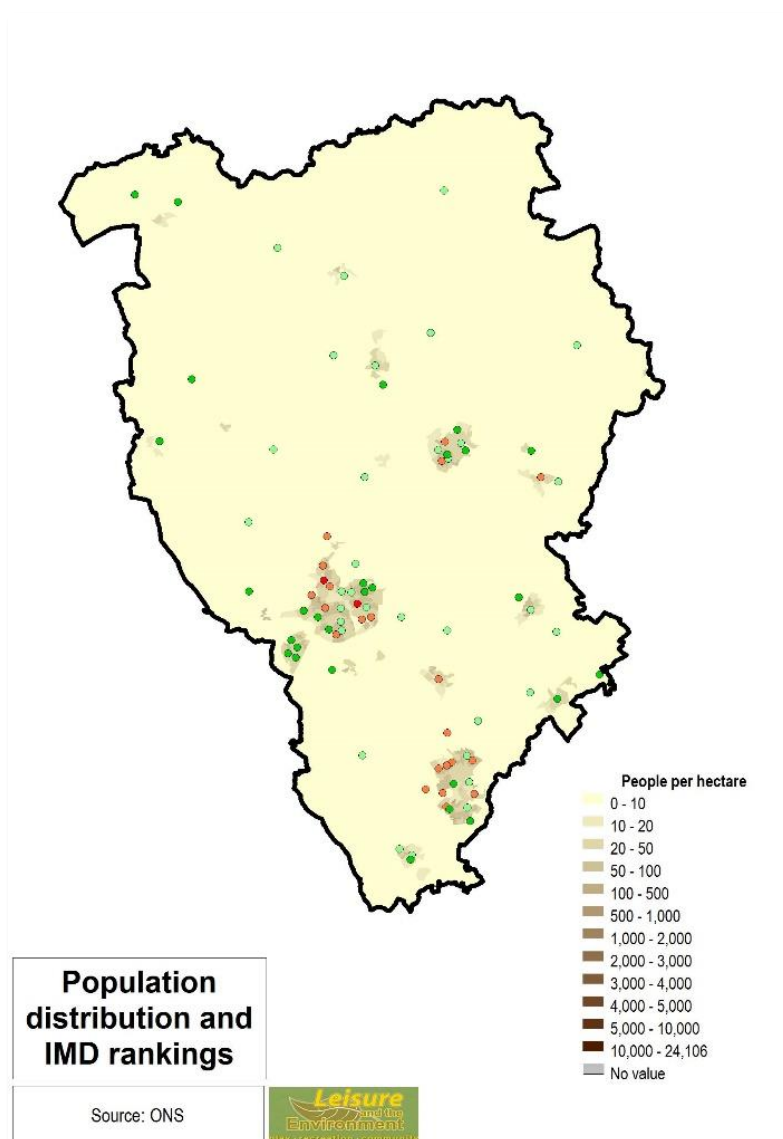 People per hectare
0 - 10
10 - 20
20 - 50
50 - 100
100 - 500
500 - 1,000
1,000 - 2,000
2,000 - 3,000
3,000 - 4,000
4,000 - 5,000
5,000 - 10,000
10,000 - 24,106
No value
Population
distribution and
IMD rankings
Source: ONS
Leisure
and the
Environment